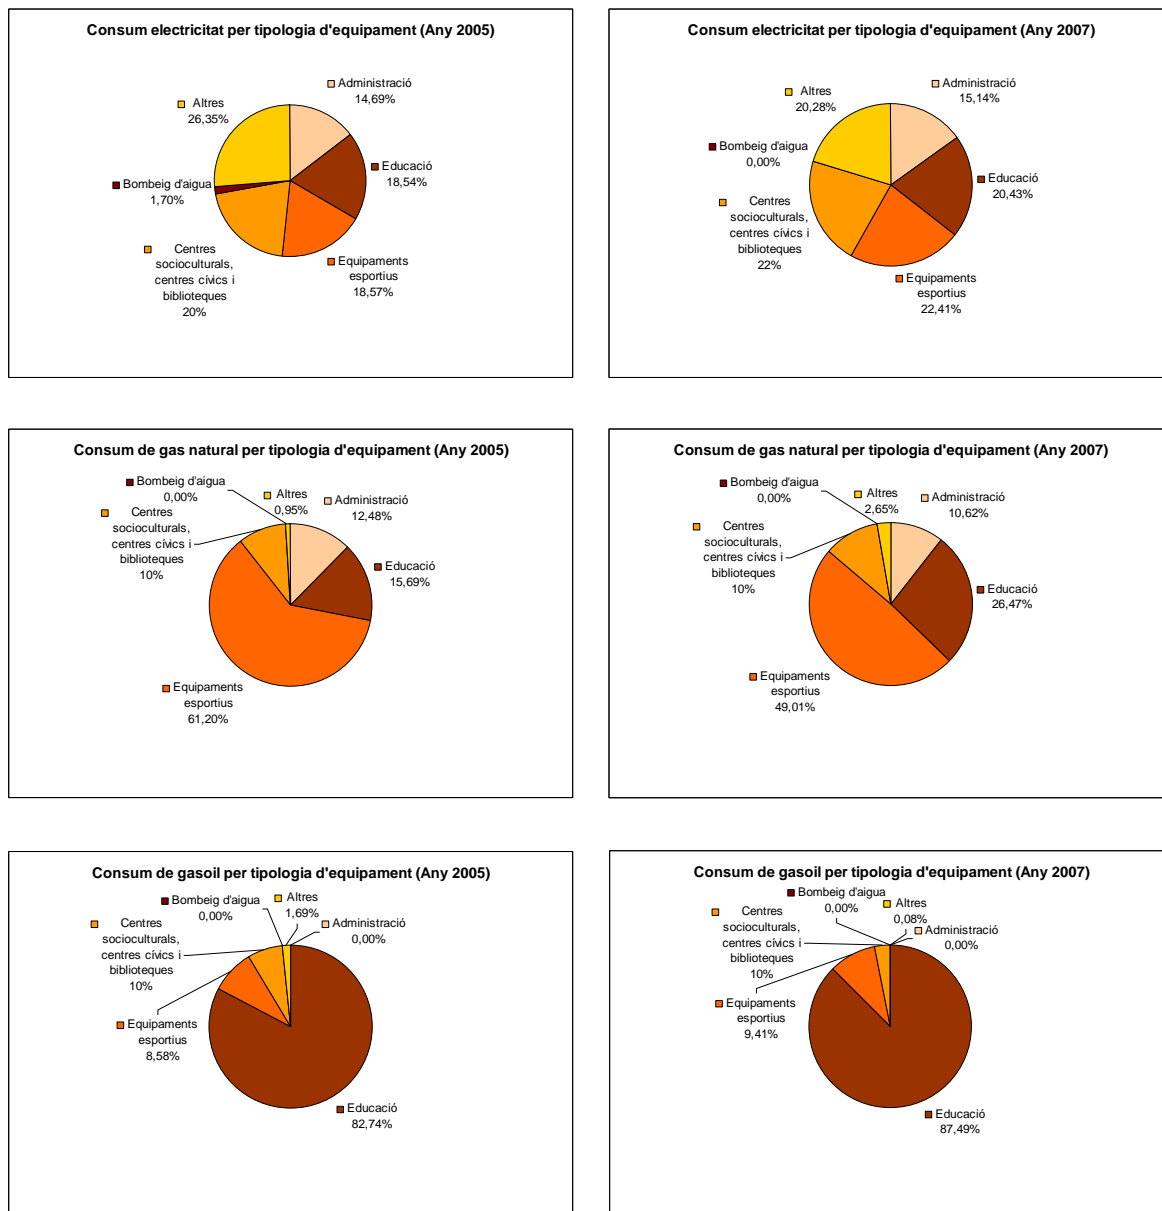 Consum electricitat per tipologia d'equipament (Any 2005)
Administració
14,69%
Educació
18,54%
Equipaments
esportius
18,57%
Centres
socioculturals,
centres cívics i
biblioteques
20%
Bombeig d'aigua
1,70%
Altres
26,35%
Consum electricitat per tipologia d'equipament (Any 2007)
Administració
15,14%
Educació
20,43%
Equipaments
esportius
22,41%
Centres
socioculturals,
centres cívics i
biblioteques
22%
Bombeig d'aigua
0,00%
Altres
20,28%
Consum de gas natural per tipologia d'equipament (Any 2005)
Bombeig d'aigua
0,00%
Altres
0,95%
Administració
12,48%
Centres
socioculturals,
centres cívics i
biblioteques
10%
Educació
15,69%
Equipaments
esportius
61,20%
Consum de gas natural per tipologia d'equipament (Any 2007)
Bombeig d'aigua
0,00%
Altres
2,65%
Administració
10,62%
Centres
socioculturals,
centres cívics i
biblioteques
10%
Educació
26,47%
Equipaments
esportius
49,01%
Consum de gasoil per tipologia d'equipament (Any 2005)
Bombeig d'aigua
0,00%
Altres
1,69%
Administració
0,00%
Centres
socioculturals,
centres cívics i
biblioteques
10%
Equipaments
esportius
8,58%
Educació
82,74%
Consum de gasoil per tipologia d'equipament (Any 2007)
Bombeig d'aigua
0,00%
Altres
0,08%
Administració
0,00%
Centres
socioculturals,
centres cívics i
biblioteques
10%
Equipaments
esportius
9,41%
Educació
87,49%